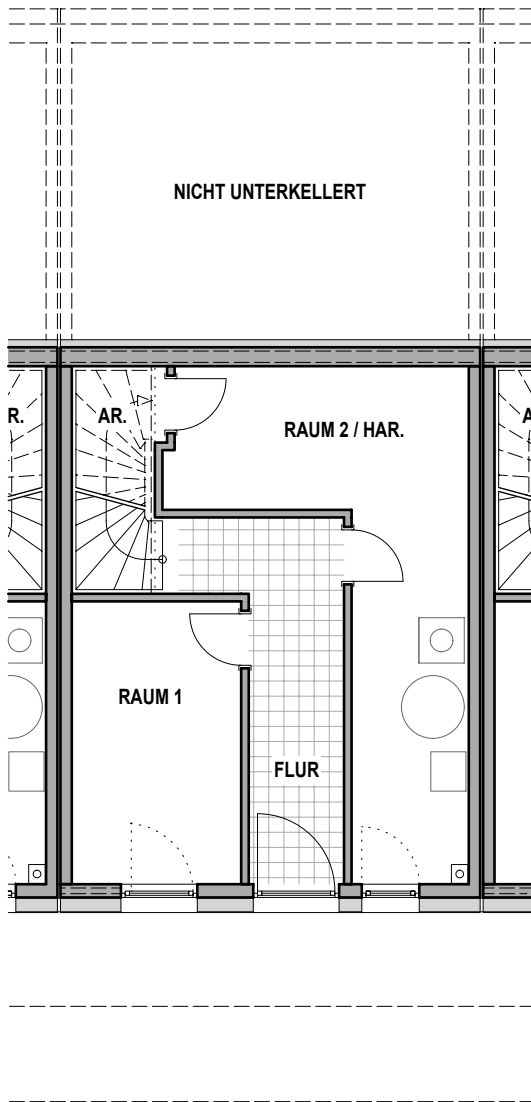 NICHT UNTERKELLERT
R.
AR.
RAUM 2 / HAR.
A
RAUM 1
FLUR